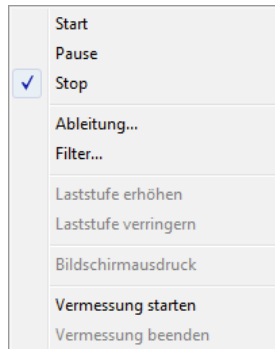 Start
Pause
Stop
Ableitung...
Filter...
Laststufe erhöhen
Laststufe verringern
Bildschirmausdruck
Vermessung starten
Vermessung beenden